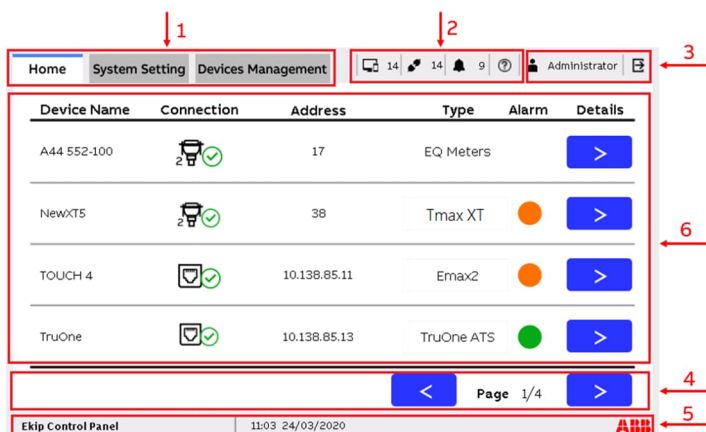 1
2
3
Home System Setting Devices Management 14 14 9 ? Administrator
Device Name Connection Address Type Alarm Details
A44 552-100 2 17 EQ Meters >
NewXT5 2 38 Tmax XT >
6
TOUCH 4 10.138.85.11 Emax2 >
TruOne 10.138.85.13 TruOne ATS >
< Page 1/4 >
4
Ekip Control Panel 11:03 24/03/2020 ABB
5